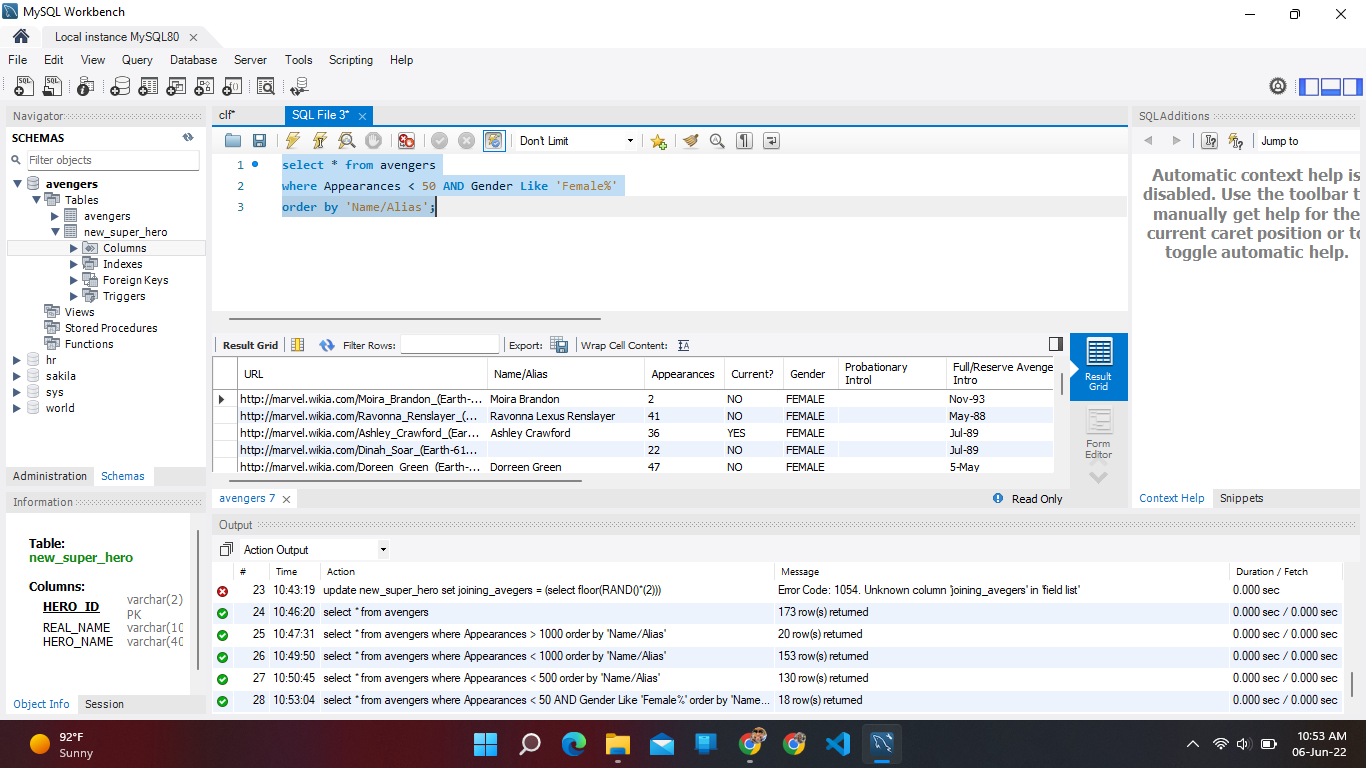 MySQL Workbench
Local instance MySQL80
File Edit View Query Database Server Tools Scripting Help
Navigator
SCHEMAS
Filter objects
avengers
Tables
avengers
new_super_hero
Columns
Indexes
Foreign Keys
Triggers
Views
Stored Procedures
Functions
hr
sakila
sys
world
Administration Schemas
Information
Table:
new_super_hero
Columns:
HERO_ID varchar(2)
PK
REAL_NAME varchar(10
HERO_NAME varchar(40
Object Info Session
clf* SQL File 3*
Don't Limit
1 select * from avengers
2 where Appearances < 50 AND Gender Like 'Female%'
3 order by 'Name/Alias';
Result Grid Filter Rows: Export: Wrap Cell Content:
URL Name/Alias Appearances Current? Gender Probationary Introl Full/Reserve Avenge Intro
http://marvel.wikia.com/Moira_Brandon_(Earth-... Moira Brandon 2 NO FEMALE Nov-93
http://marvel.wikia.com/Ravonna_Renslayer_(... Ravonna Lexus Renslayer 41 NO FEMALE May-88
http://marvel.wikia.com/Ashley_Crawford_(Ear... Ashley Crawford 36 YES FEMALE Jul-89
http://marvel.wikia.com/Dinah_Soar_(Earth-61... 22 NO FEMALE Jul-89
http://marvel.wikia.com/Doreen_Green_(Earth-... Dorreen Green 47 NO FEMALE 5-May
Result
Grid
Form
Editor
avengers 7 Read Only
SQLAdditions
Jump to
Automatic context help is
disabled. Use the toolbar t
manually get help for the
current caret position or to
toggle automatic help.
Context Help Snippets
Output
Action Output
# Time Action Message Duration / Fetch
23 10:43:19 update new_super_hero set joining_avegers = (select floor(RAND()*(2))) Error Code: 1054. Unknown column 'joining_avegers' in 'field list' 0.000 sec
24 10:46:20 select * from avengers 173 row(s) returned 0.000 sec / 0.000 sec
25 10:47:31 select * from avengers where Appearances > 1000 order by 'Name/Alias' 20 row(s) returned 0.000 sec / 0.000 sec
26 10:49:50 select * from avengers where Appearances < 1000 order by 'Name/Alias' 153 row(s) returned 0.000 sec / 0.000 sec
27 10:50:45 select * from avengers where Appearances < 500 order by 'Name/Alias' 130 row(s) returned 0.000 sec / 0.000 sec
28 10:53:04 select * from avengers where Appearances < 50 AND Gender Like 'Female%' order by 'Name... 18 row(s) returned 0.000 sec / 0.000 sec
92°F
Sunny
10:53 AM
06-Jun-22